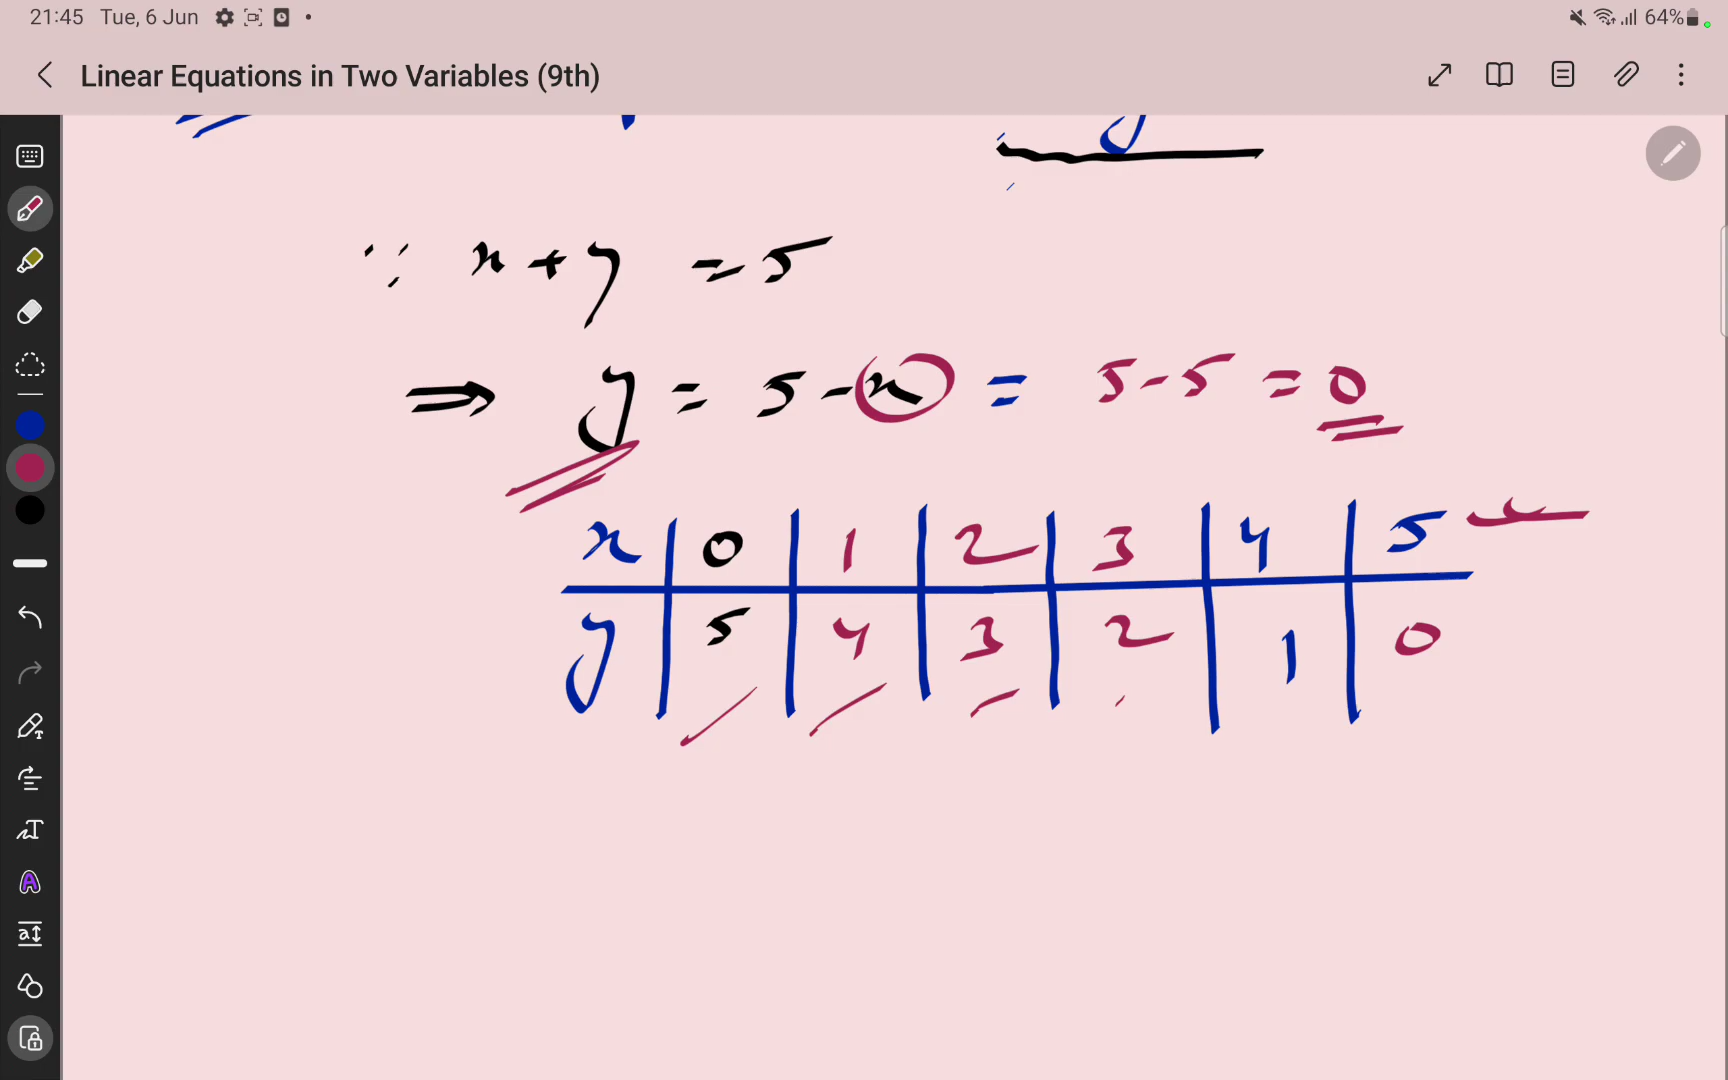 21:45 Tue, 6 Jun 64%
Linear Equations in Two Variables (9th)
∵ x + y = 5
⇒ y = 5 - x = 5 - 5 = 0
x | 0 | 1 | 2 | 3 | 4 | 5
y | 5 | 4 | 3 | 2 | 1 | 0